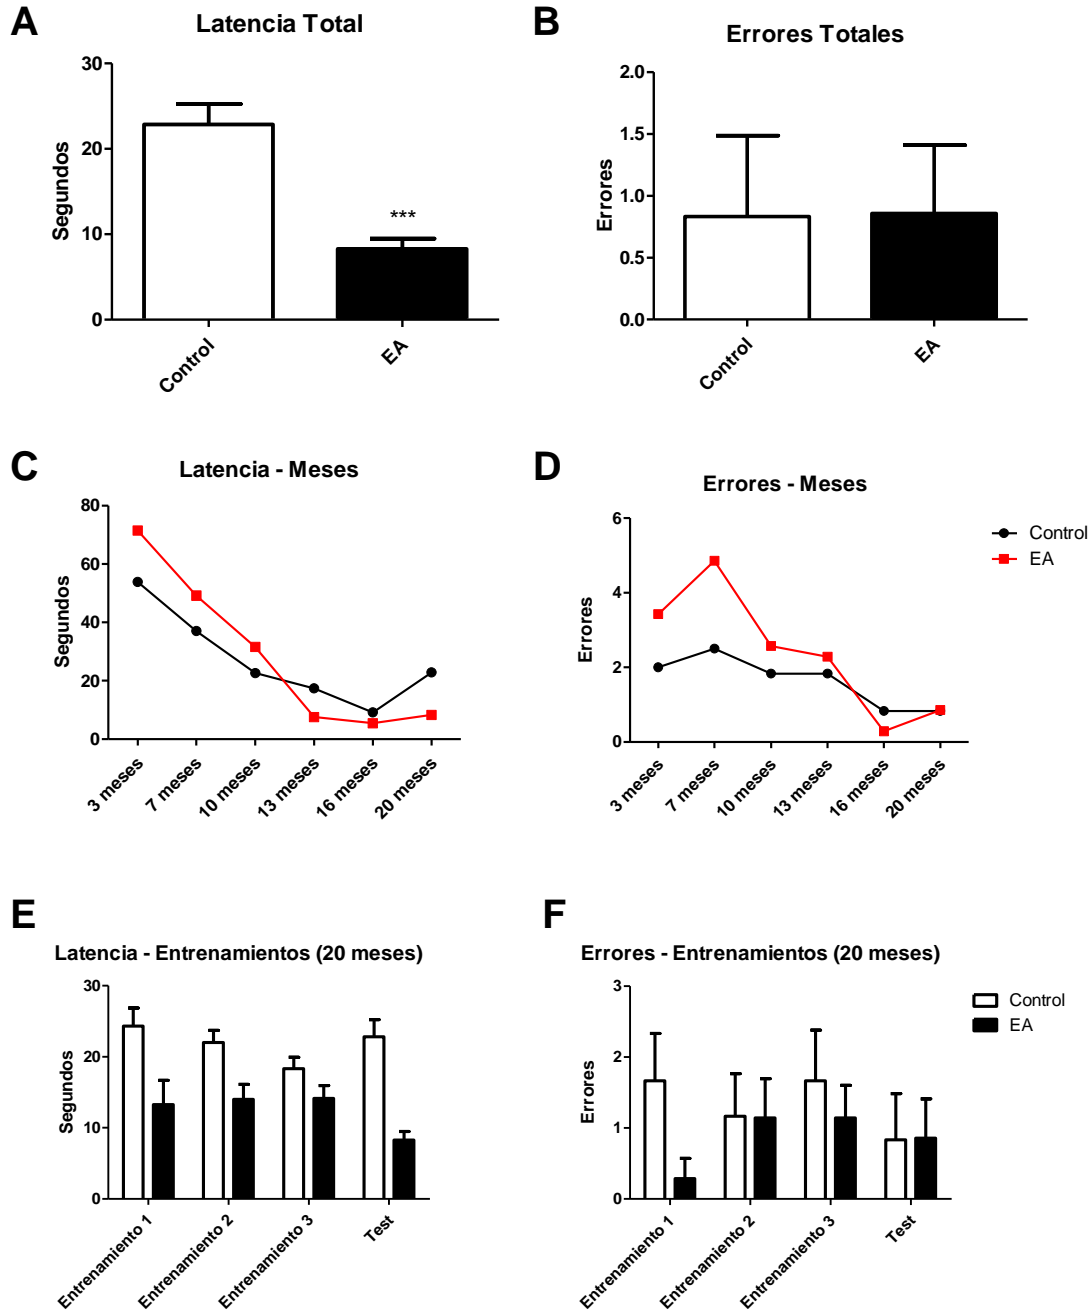 A
Latencia Total
Segundos
30
20
10
0
***
Control
EA
B
Errores Totales
Errores
2.0
1.5
1.0
0.5
0.0
Control
EA
C
Latencia - Meses
Segundos
80
60
40
20
0
3 meses
7 meses
10 meses
13 meses
16 meses
20 meses
D
Errores - Meses
Errores
6
4
2
0
3 meses
7 meses
10 meses
13 meses
16 meses
20 meses
Control
EA
E
Latencia - Entrenamientos (20 meses)
Segundos
30
20
10
0
Entrenamiento 1
Entrenamiento 2
Entrenamiento 3
Test
F
Errores - Entrenamientos (20 meses)
Errores
3
2
1
0
Entrenamiento 1
Entrenamiento 2
Entrenamiento 3
Test
Control
EA